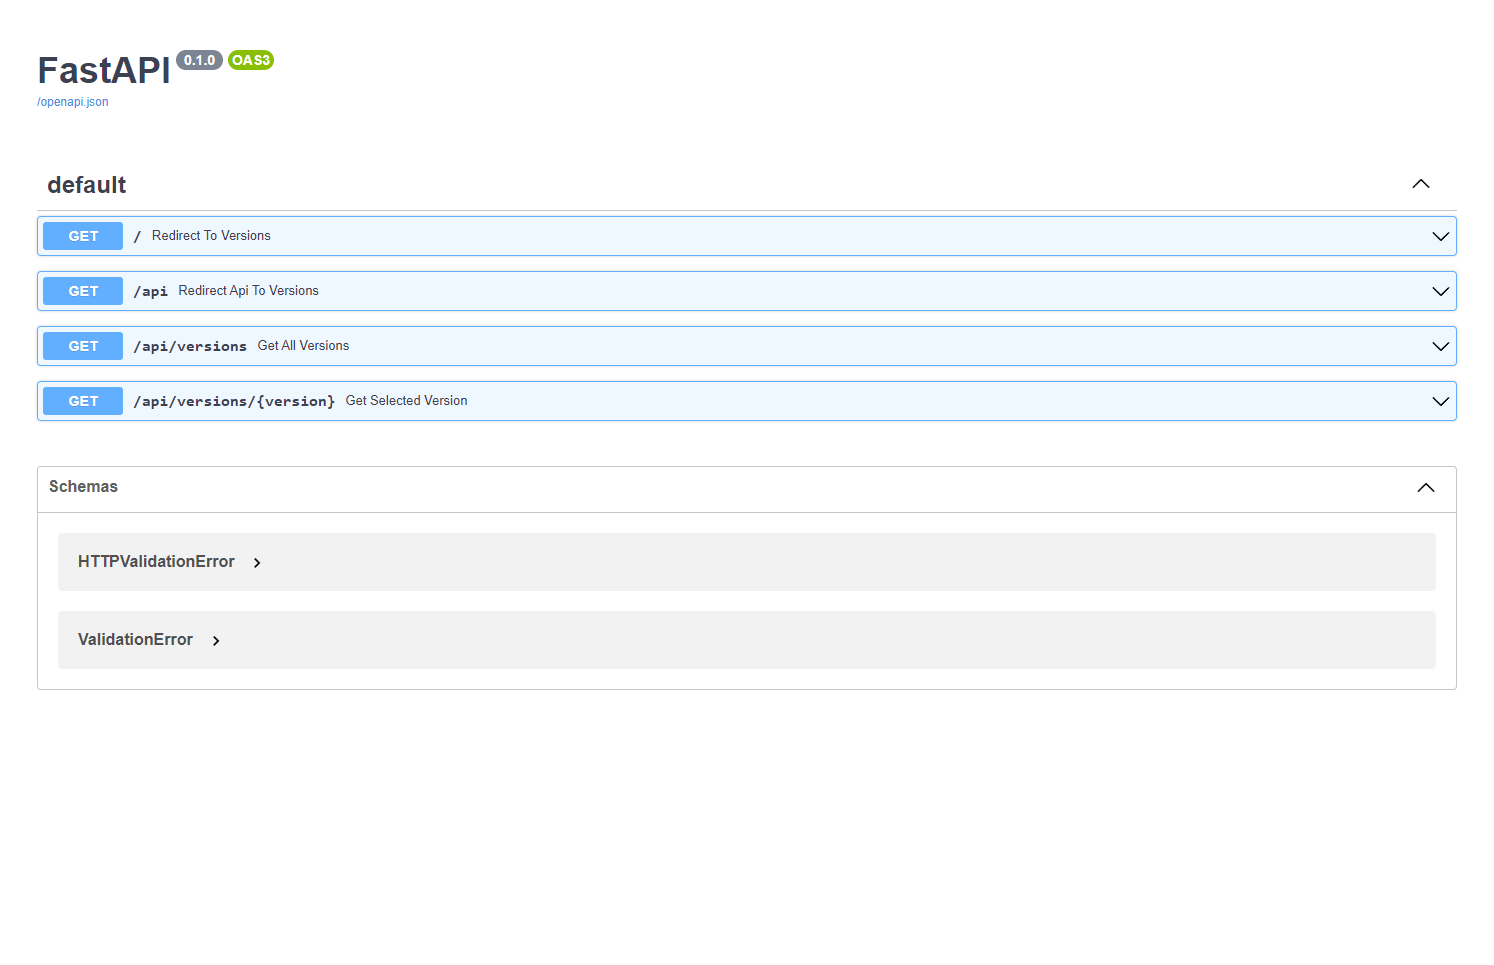 FastAPI 0.1.0 OAS3
/openapi.json
default
GET / Redirect To Versions
GET /api Redirect Api To Versions
GET /api/versions Get All Versions
GET /api/versions/{version} Get Selected Version
Schemas
HTTPValidationError
ValidationError